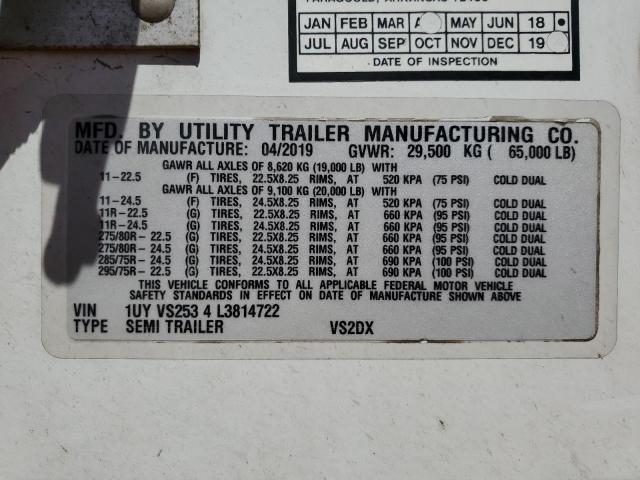 PARAGOULD, ARKANSAS
JAN FEB MAR MAY JUN 18
JUL AUG SEP OCT NOV DEC 19
DATE OF INSPECTION
MFD. BY UTILITY TRAILER MANUFACTURING CO.
DATE OF MANUFACTURE: 04/2019 GVWR: 29,500 KG ( 65,000 LB)
GAWR ALL AXLES OF 8,620 KG (19,000 LB) WITH
11-22.5 (F) TIRES, 22.5X8.25 RIMS, AT 520 KPA (75 PSI) COLD DUAL
GAWR ALL AXLES OF 9,100 KG (20,000 LB) WITH
11-24.5 (F) TIRES, 24.5X8.25 RIMS, AT 520 KPA (75 PSI) COLD DUAL
11R-22.5 (G) TIRES, 22.5X8.25 RIMS, AT 660 KPA (95 PSI) COLD DUAL
11R-24.5 (G) TIRES, 24.5X8.25 RIMS, AT 660 KPA (95 PSI) COLD DUAL
275/80R-22.5 (G) TIRES, 22.5X8.25 RIMS, AT 660 KPA (95 PSI) COLD DUAL
275/80R-24.5 (G) TIRES, 24.5X8.25 RIMS, AT 660 KPA (95 PSI) COLD DUAL
285/75R-24.5 (G) TIRES, 24.5X8.25 RIMS, AT 690 KPA (100 PSI) COLD DUAL
295/75R-22.5 (G) TIRES, 22.5X8.25 RIMS, AT 690 KPA (100 PSI) COLD DUAL
THIS VEHICLE CONFORMS TO ALL APPLICABLE FEDERAL MOTOR VEHICLE
SAFETY STANDARDS IN EFFECT ON DATE OF MANUFACTURE SHOWN ABOVE
VIN 1UY VS253 4 L3814722
TYPE SEMI TRAILER VS2DX